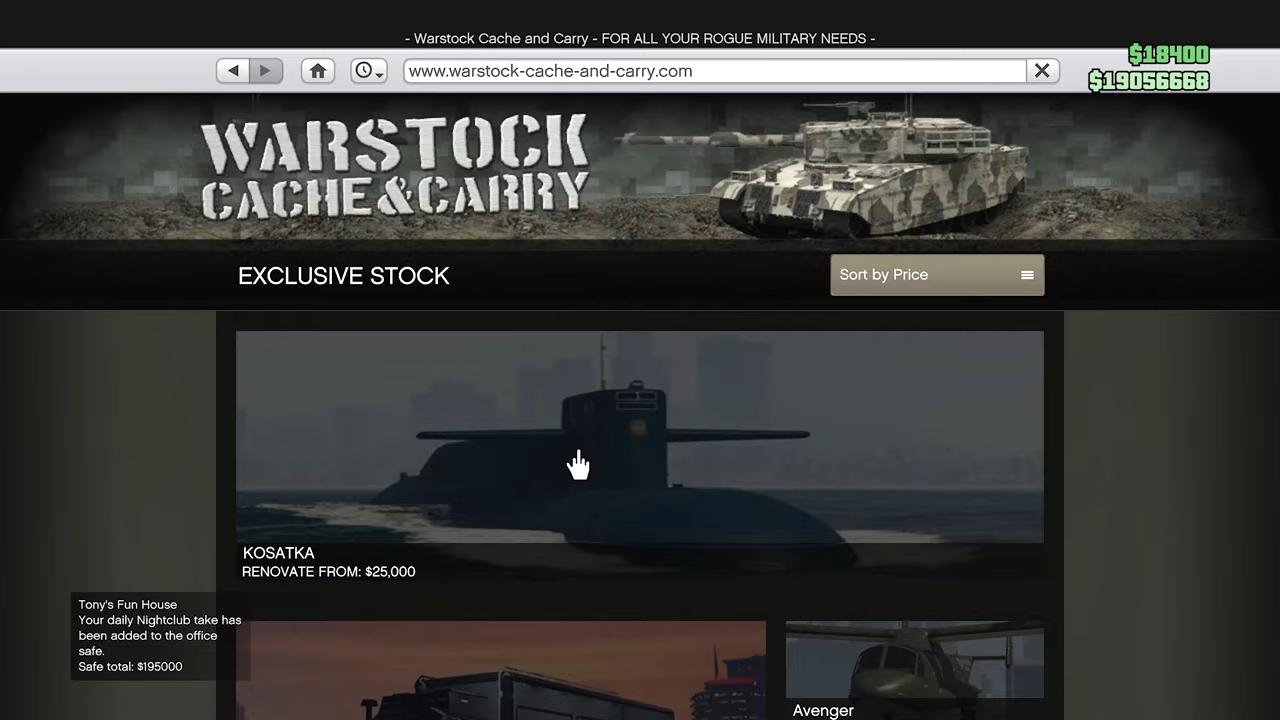 - Warstock Cache and Carry - FOR ALL YOUR ROGUE MILITARY NEEDS -
$18400
www.warstock-cache-and-carry.com
$19056668
WARSTOCK
CACHE&CARRY
EXCLUSIVE STOCK
Sort by Price
KOSATKA
RENOVATE FROM: $25,000
Tony's Fun House
Your daily Nightclub take has
been added to the office
safe.
Safe total: $195000
Avenger